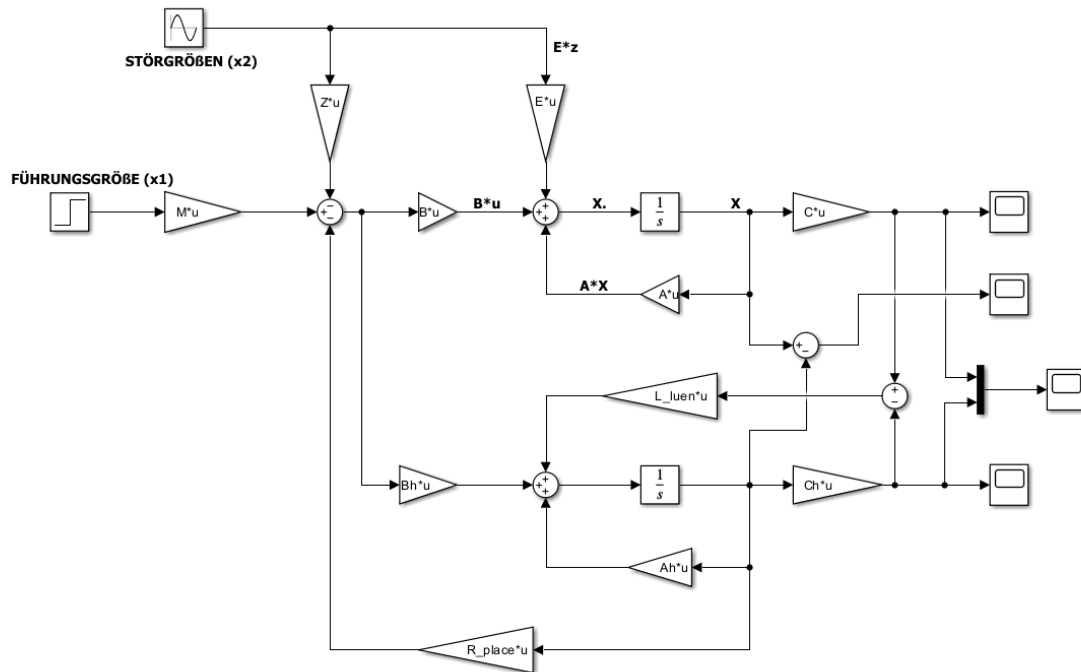 STÖRGRÖßEN (x2)
E*z
Z*u
E*u
FÜHRUNGSGRÖßE (x1)
M*u
+
−
−
B*u
B*u
+
+
+
X.
1
s
X
C*u
A*X
A*u
+
−
L_luen*u
+
−
Bh*u
+
+
+
1
s
Ch*u
Ah*u
R_place*u